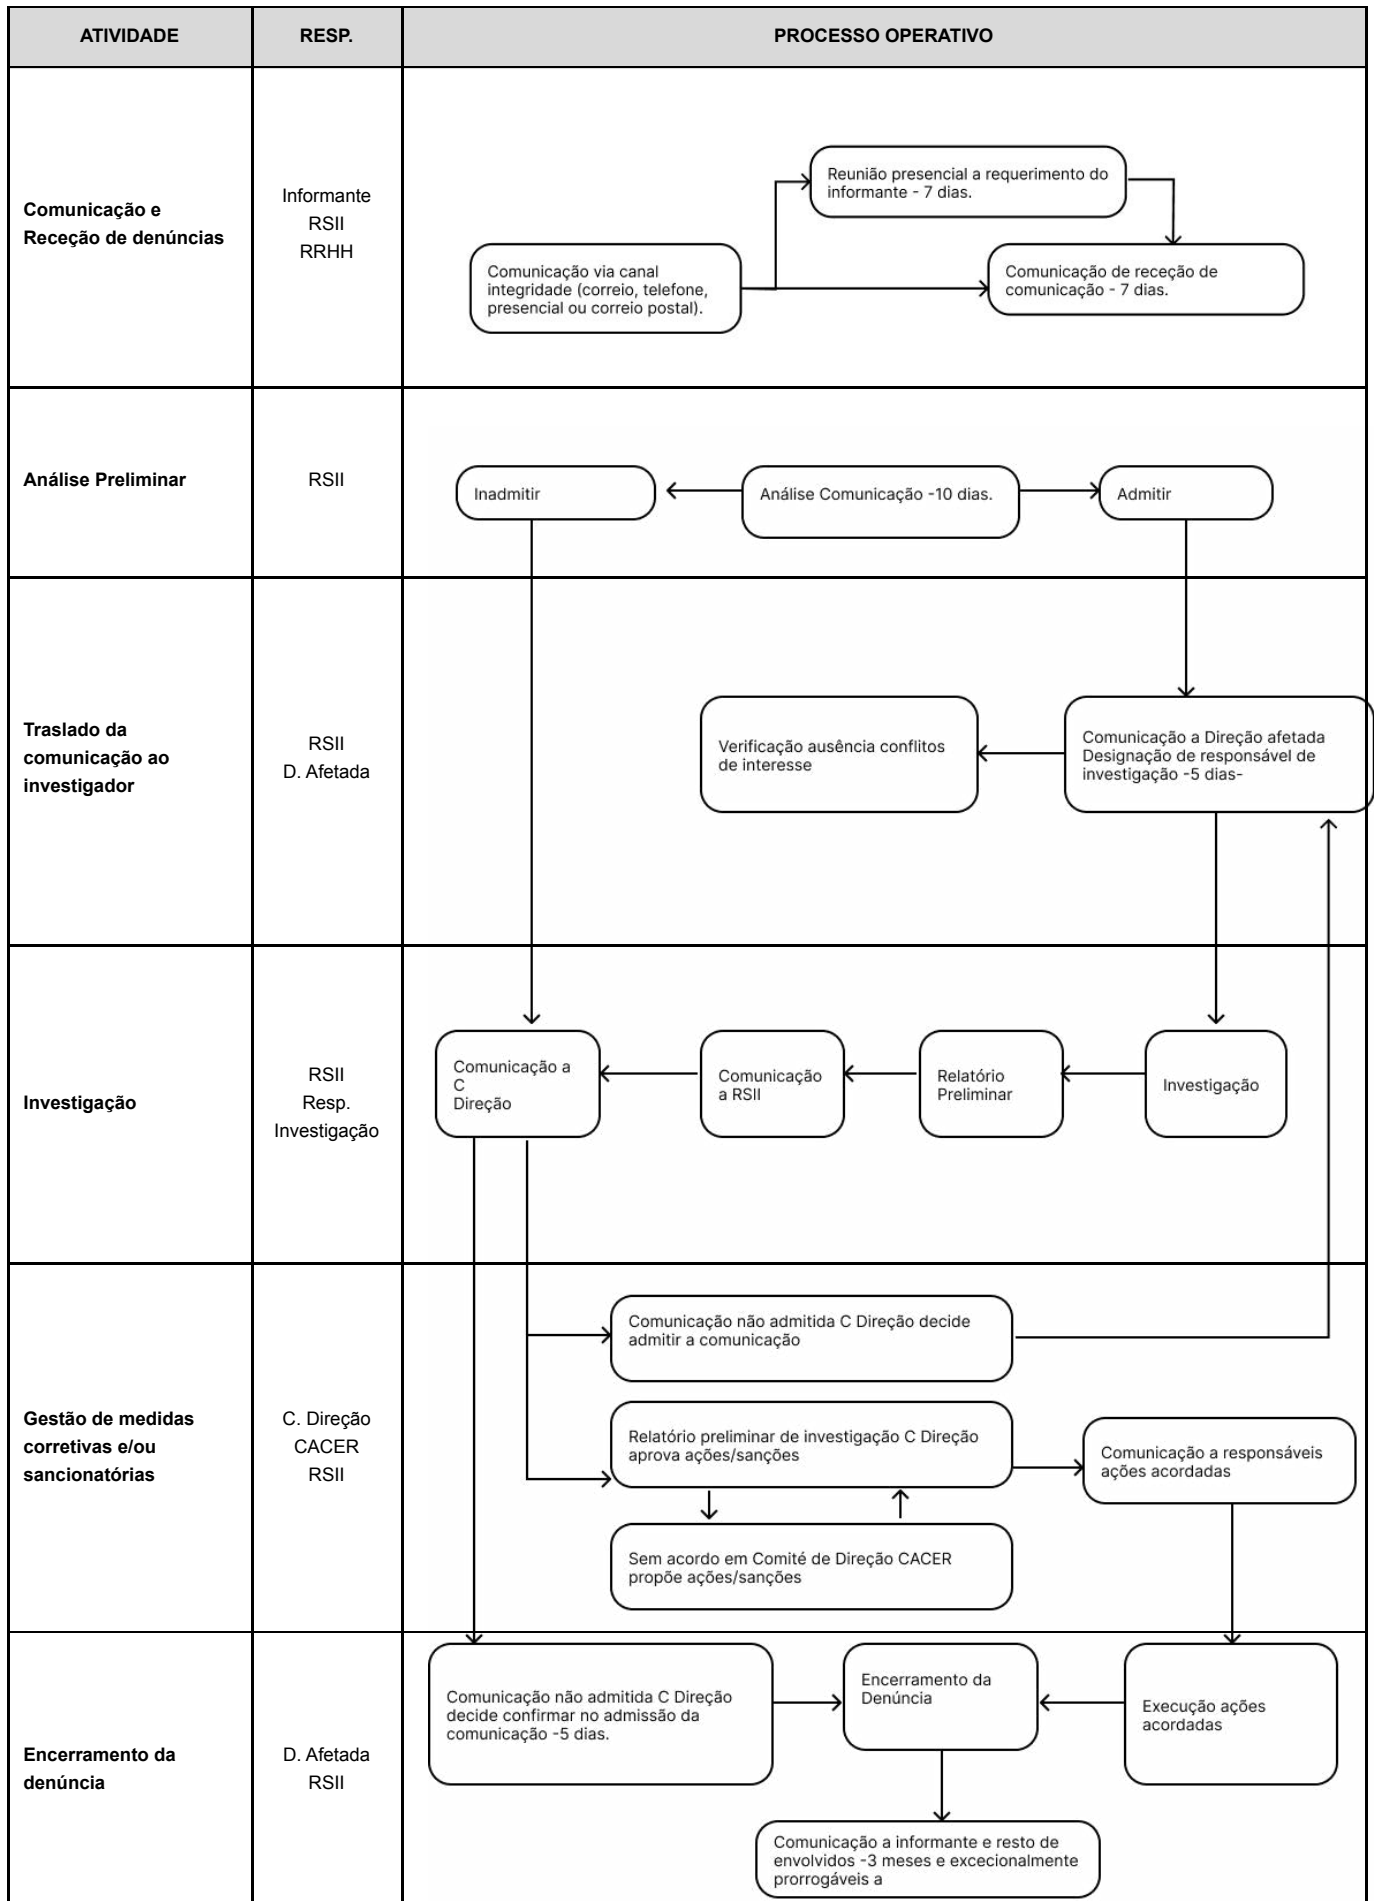 ATIVIDADE
RESP.
PROCESSO OPERATIVO
Comunicação e
Receção de denúncias
Informante
RSII
RRHH
Reunião presencial a requerimento do
informante - 7 dias.
Comunicação via canal
integridade (correio, telefone,
presencial ou correio postal).
Comunicação de receção de
comunicação - 7 dias.
Análise Preliminar
RSII
Inadmitir
Análise Comunicação -10 dias.
Admitir
Traslado da
comunicação ao
investigador
RSII
D. Afetada
Verificação ausência conflitos
de interesse
Comunicação a Direção afetada
Designação de responsável de
investigação -5 dias-
Investigação
RSII
Resp.
Investigação
Comunicação a
C
Direção
Comunicação
a RSII
Relatório
Preliminar
Investigação
Gestão de medidas
corretivas e/ou
sancionatórias
C. Direção
CACER
RSII
Comunicação não admitida C Direção decide
admitir a comunicação
Relatório preliminar de investigação C Direção
aprova ações/sanções
Comunicação a responsáveis
ações acordadas
Sem acordo em Comité de Direção CACER
propõe ações/sanções
Encerramento da
denúncia
D. Afetada
RSII
Comunicação não admitida C Direção
decide confirmar no admissão da
comunicação -5 dias.
Encerramento da
Denúncia
Execução ações
acordadas
Comunicação a informante e resto de
envolvidos -3 meses e excecionalmente
prorrogáveis a